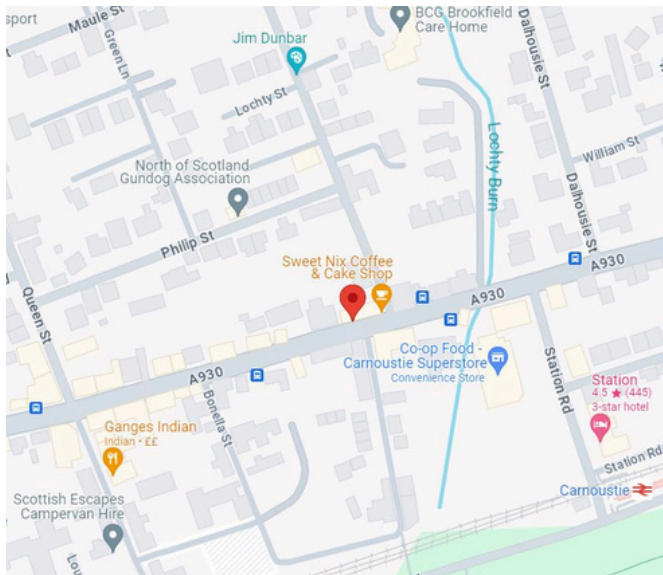 sport
Maule St
BCG Brookfield
Care Home
Green Ln
Jim Dunbar
Dalhousie St
Lochty St
Lochty Burn
William St
North of Scotland
Gundog Association
Dalhousie St
Philip St
Sweet Nix Coffee
& Cake Shop
A930
A930
Queen St
Co-op Food -
Carnoustie Superstore
Convenience Store
A930
Station Rd
Station
4.5 ★ (445)
3-star hotel
Bonella St
Ganges Indian
Indian • ££
Station Rd
Scottish Escapes
Campervan Hire
Carnoustie
Lou